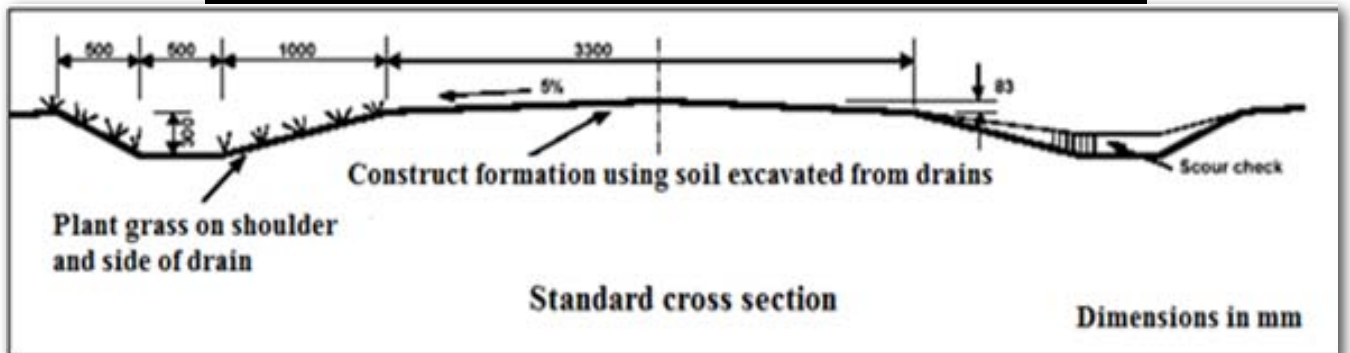 500 500 1000 3300
5% 83
300
Construct formation using soil excavated from drains
Scour check
Plant grass on shoulder
and side of drain
Standard cross section
Dimensions in mm